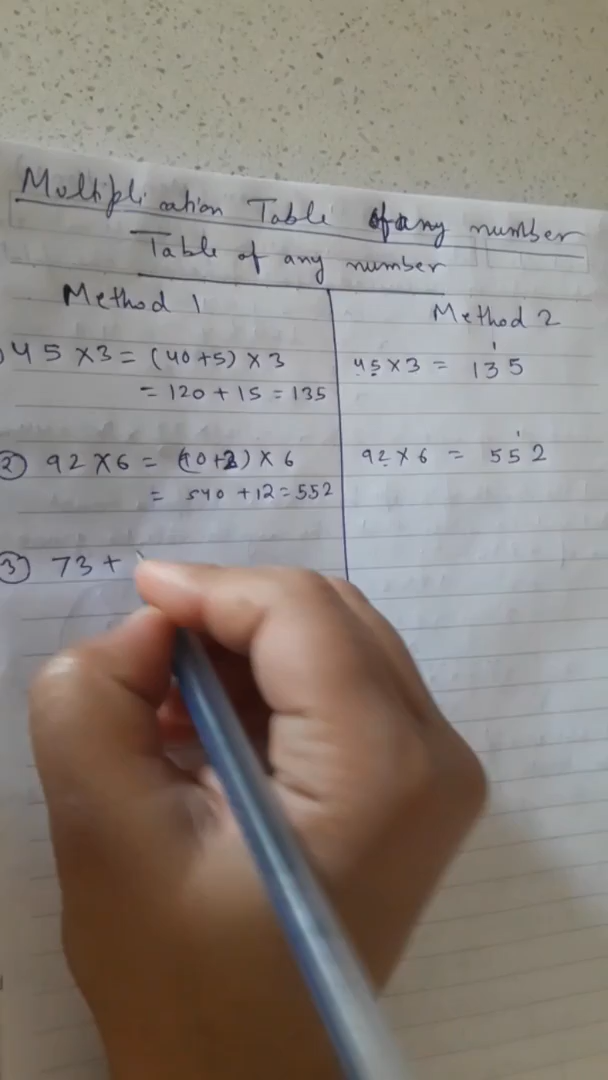 Multiplication Table of any number
Table of any number
Method 1
Method 2
45 × 3 = (40+5) × 3
= 120 + 15 = 135
45 × 3 = 135
1
② 92 × 6 = (90+2) × 6
= 540 + 12 = 552
92 × 6 = 552
1
③ 73 +